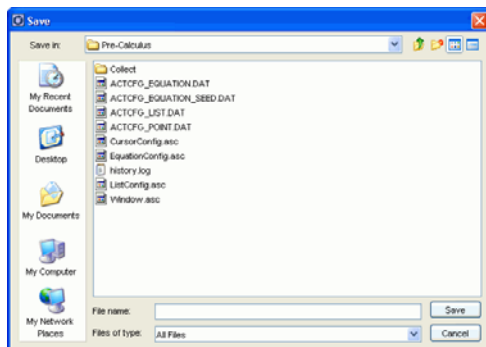 Save
Save in: Pre-Calculus
My Recent
Documents
Desktop
My Documents
My Computer
My Network
Places
Collect
ACTCFG_EQUATION.DAT
ACTCFG_EQUATION_SEED.DAT
ACTCFG_LIST.DAT
ACTCFG_POINT.DAT
CursorConfig.asc
EquationConfig.asc
history.log
ListConfig.asc
Window.asc
File name: Save
Files of type: All Files Cancel